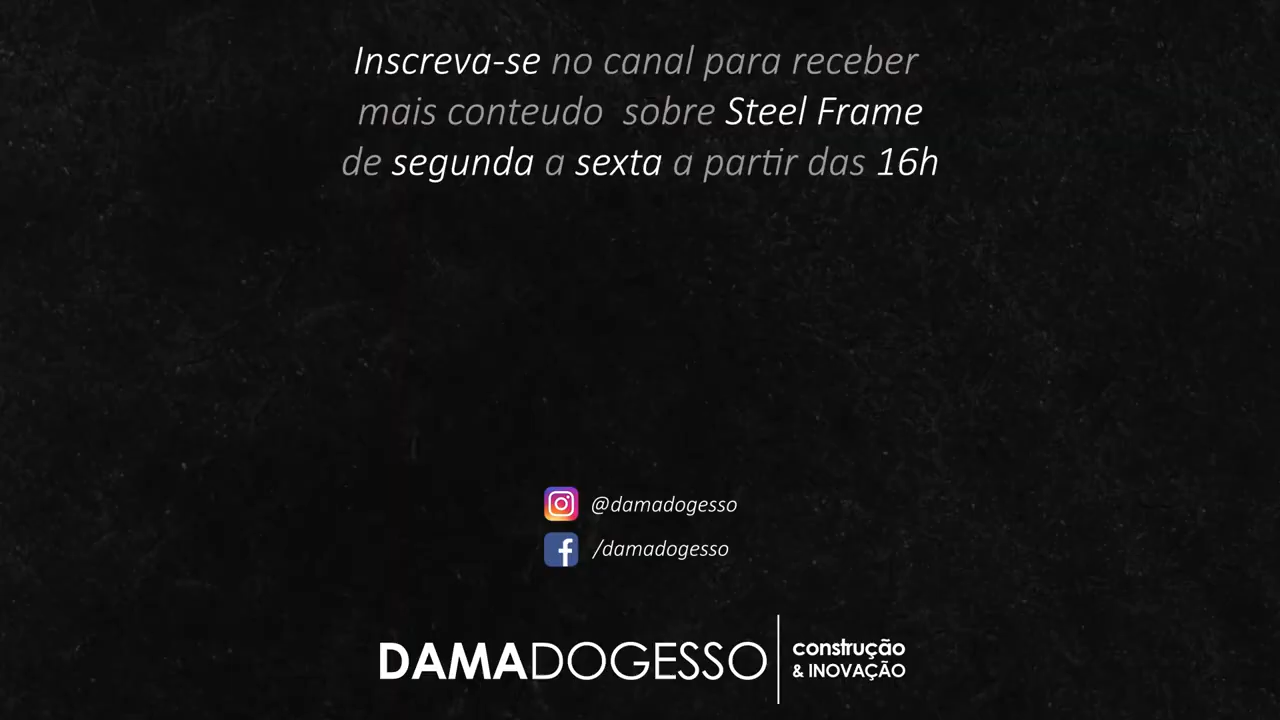 Inscreva-se no canal para receber
mais conteudo sobre Steel Frame
de segunda a sexta a partir das 16h
@damadogesso
/damadogesso
DAMADOGESSO
construção
& INOVAÇÃO